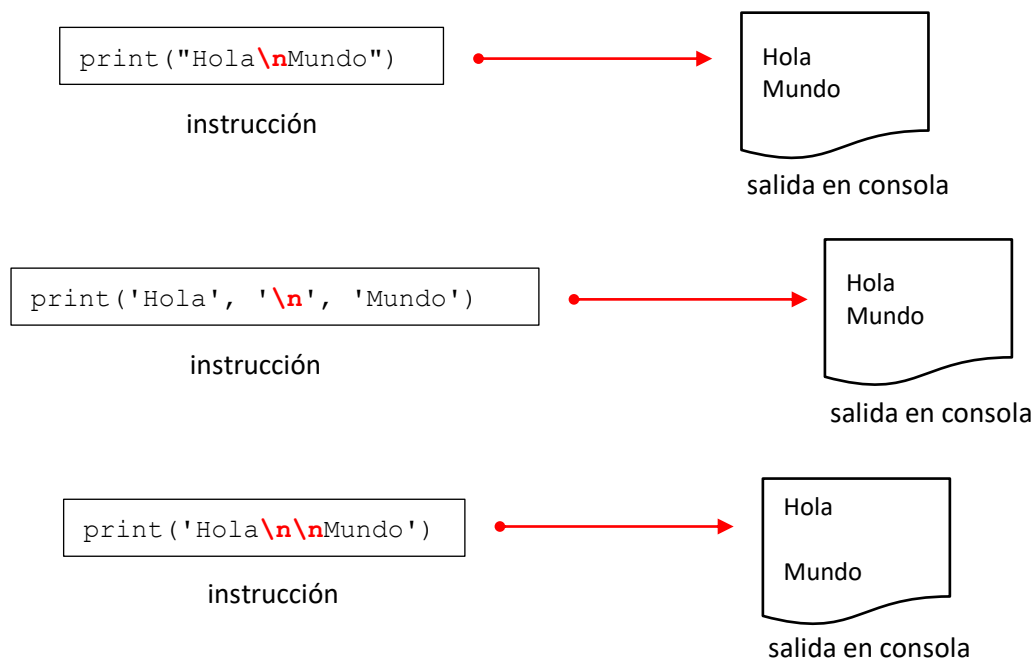 print("Hola\nMundo")
Hola
Mundo
instrucción
salida en consola
print('Hola', '\n', 'Mundo')
Hola
Mundo
instrucción
salida en consola
print('Hola\n\nMundo')
Hola
Mundo
instrucción
salida en consola